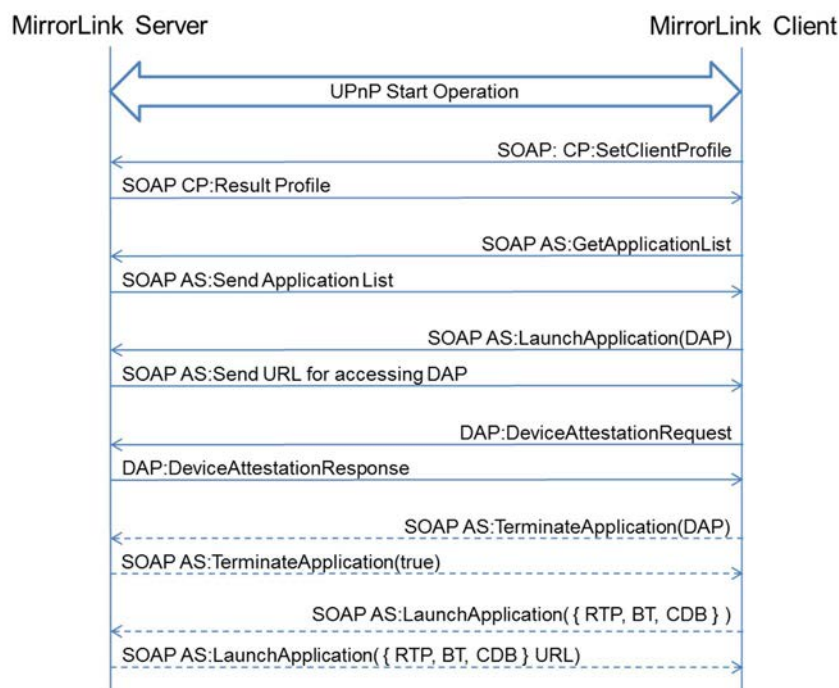 MirrorLink Server
MirrorLink Client
UPnP Start Operation
SOAP: CP:SetClientProfile
SOAP CP:Result Profile
SOAP AS:GetApplicationList
SOAP AS:Send Application List
SOAP AS:LaunchApplication(DAP)
SOAP AS:Send URL for accessing DAP
DAP:DeviceAttestationRequest
DAP:DeviceAttestationResponse
SOAP AS:TerminateApplication(DAP)
SOAP AS:TerminateApplication(true)
SOAP AS:LaunchApplication( { RTP, BT, CDB } )
SOAP AS:LaunchApplication( { RTP, BT, CDB } URL)